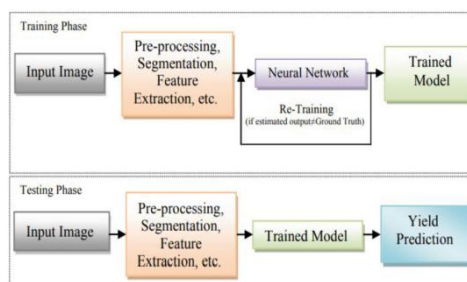 Training Phase
Input Image
Pre-processing,
Segmentation,
Feature
Extraction, etc.
Neural Network
Trained
Model
Re-Training
(if estimated output≠Ground Truth)
Testing Phase
Input Image
Pre-processing,
Segmentation,
Feature
Extraction, etc.
Trained Model
Yield
Prediction